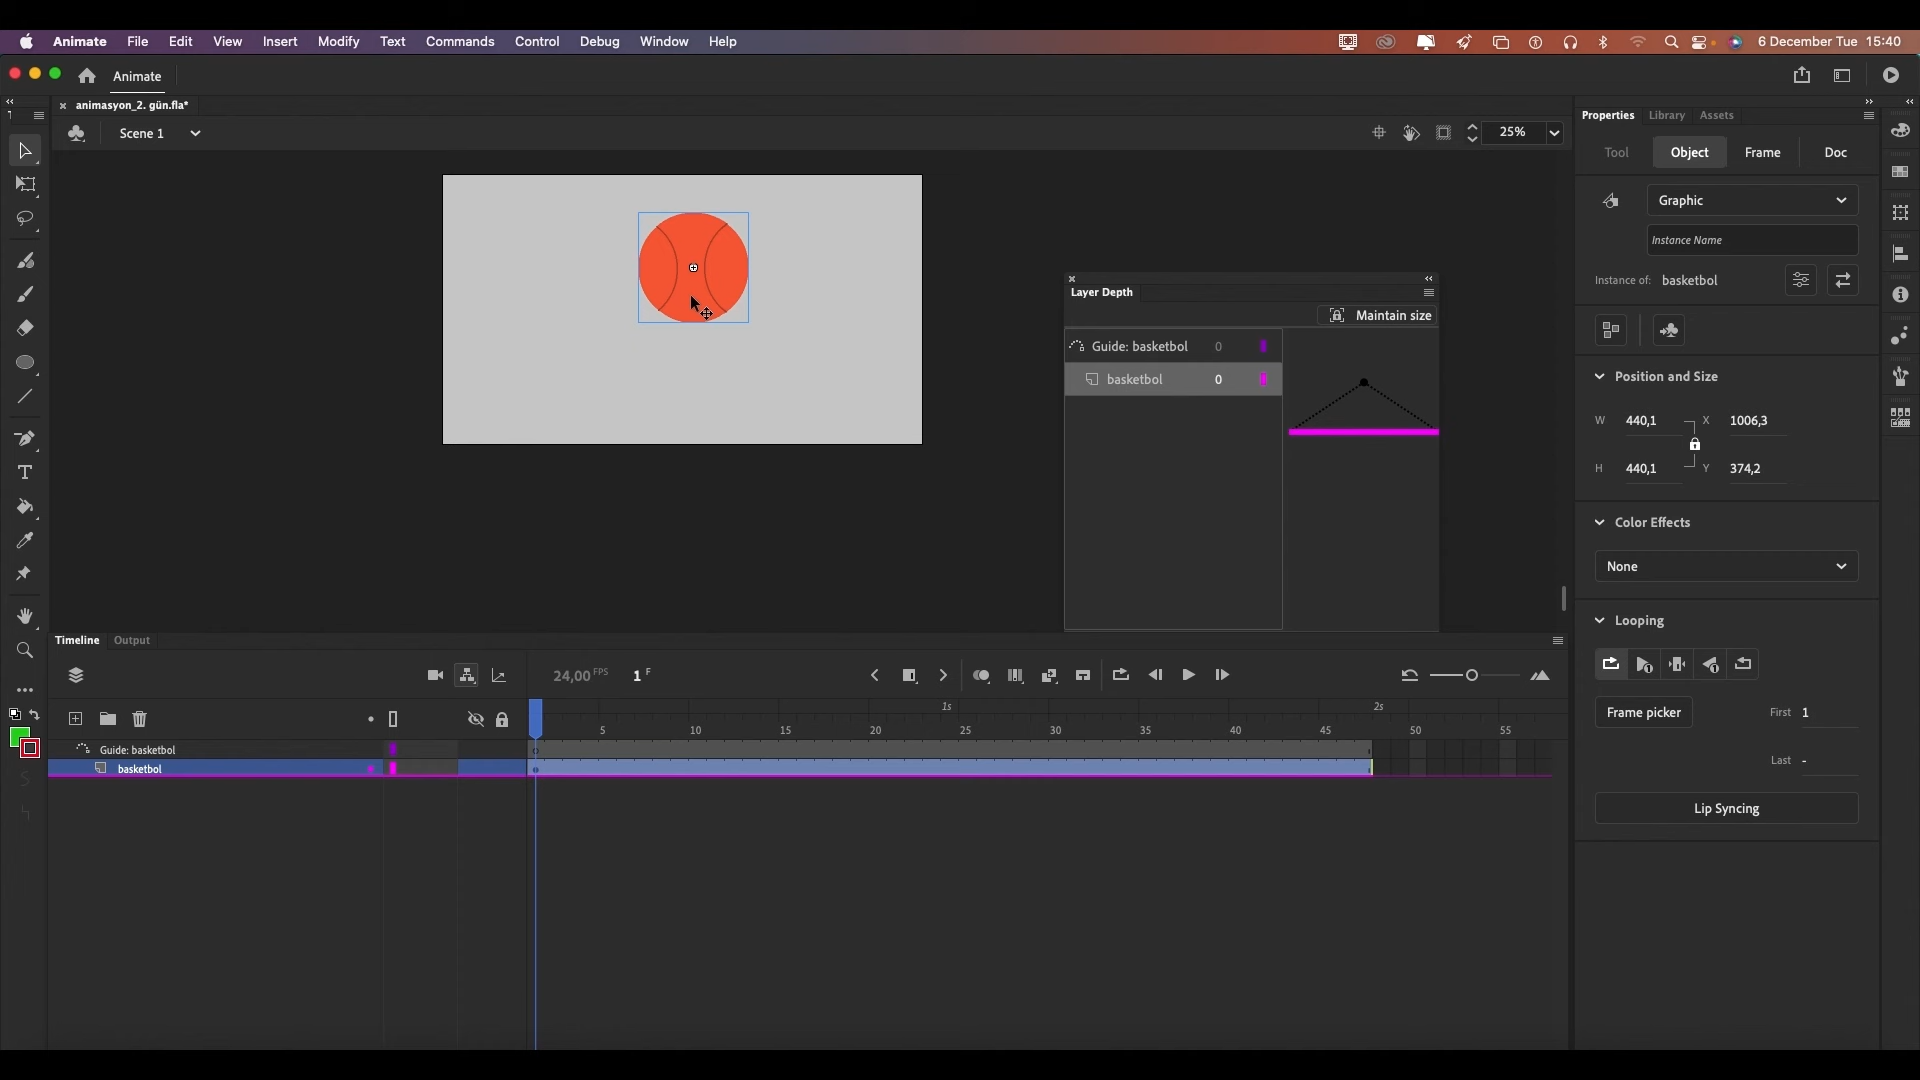 Animate File Edit View Insert Modify Text Commands Control Debug Window Help 6 December Tue 15:40
Animate
animasyon_2. gün.fla*
Scene 1 25%
Properties Library Assets
Tool Object Frame Doc
Graphic
Instance Name
Instance of: basketbol
Position and Size
W 440,1 X 1006,3
H 440,1 Y 374,2
Color Effects
None
Looping
Frame picker First 1
Last -
Lip Syncing
Layer Depth
Maintain size
Guide: basketbol 0
basketbol 0
Timeline Output
24,00 FPS 1 F
1s 2s
5 10 15 20 25 30 35 40 45 50 55
Guide: basketbol
basketbol